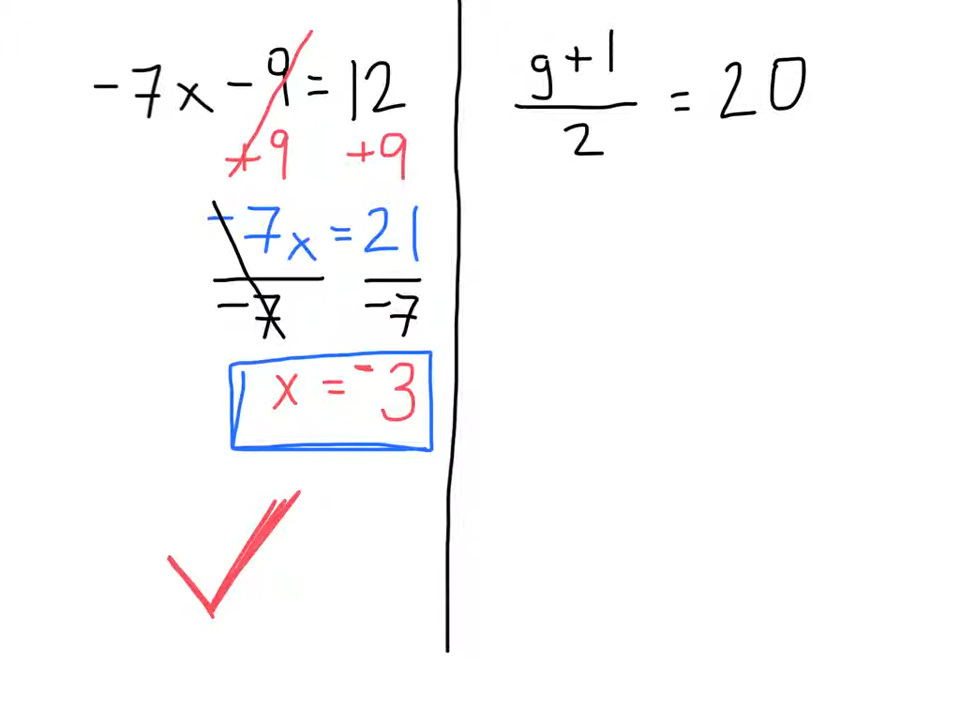 -7x - 9 = 12
+9 +9
-7x = 21
-7 -7
x = -3
g+1
2
= 20